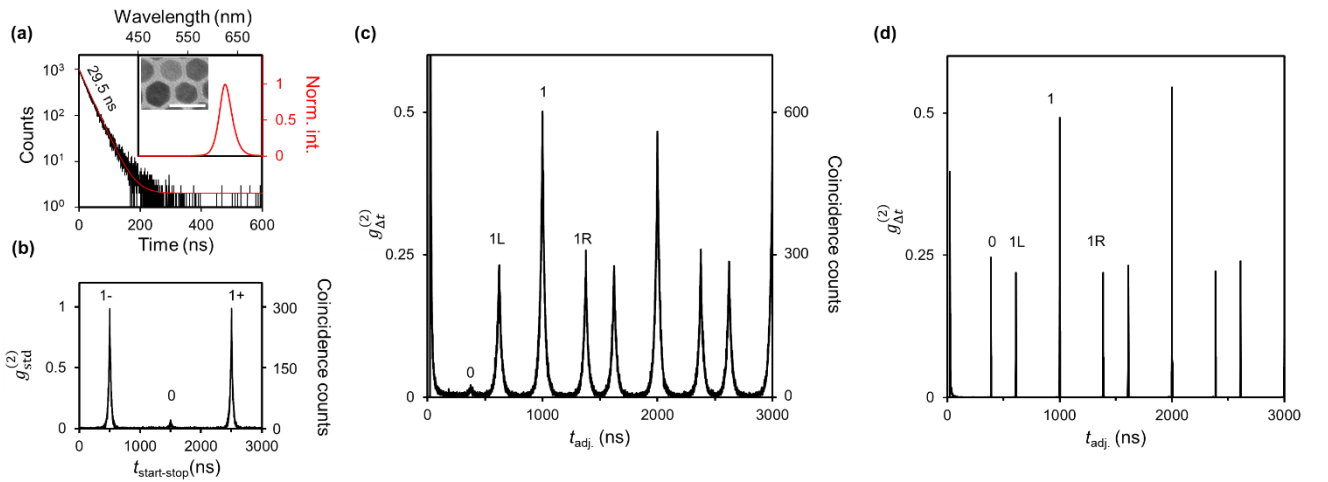 (a)
Wavelength (nm)
450 550 650
10³
10²
10¹
10⁰
Counts
29.5 ns
1
0.5
0
Norm. int.
0 200 400 600
Time (ns)
(b)
1
0.5
0
g⁽²⁾std
1-
0
1+
300
150
0
Coincidence counts
0 1000 2000 3000
tstart-stop(ns)
(c)
0.5
0.25
0
g⁽²⁾Δt
0
1L
1
1R
600
300
0
Coincidence counts
0 1000 2000 3000
tadj. (ns)
(d)
0.5
0.25
0
g⁽²⁾Δt
0
1L
1
1R
0 1000 2000 3000
tadj. (ns)